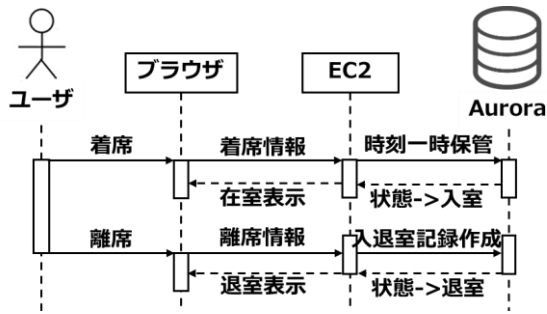 ユーザ
ブラウザ
EC2
Aurora
着席
着席情報
時刻一時保管
在室表示
状態->入室
離席
離席情報
入退室記録作成
退室表示
状態->退室